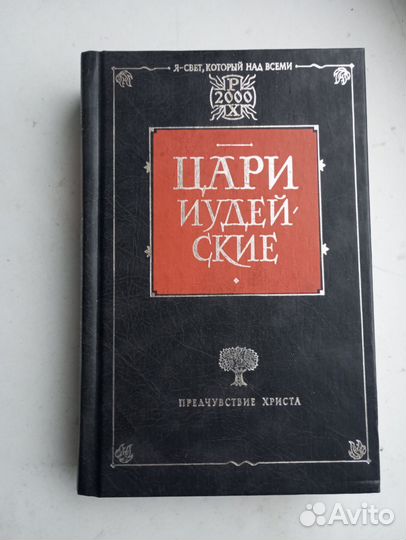 Я-СВЕТ, КОТОРЫЙ НАД ВСЕМИ
Р
2000
Х
ЦАРИ
ИУДЕЙ-
СКИЕ
ПРЕДЧУВСТВИЕ ХРИСТА
Avito